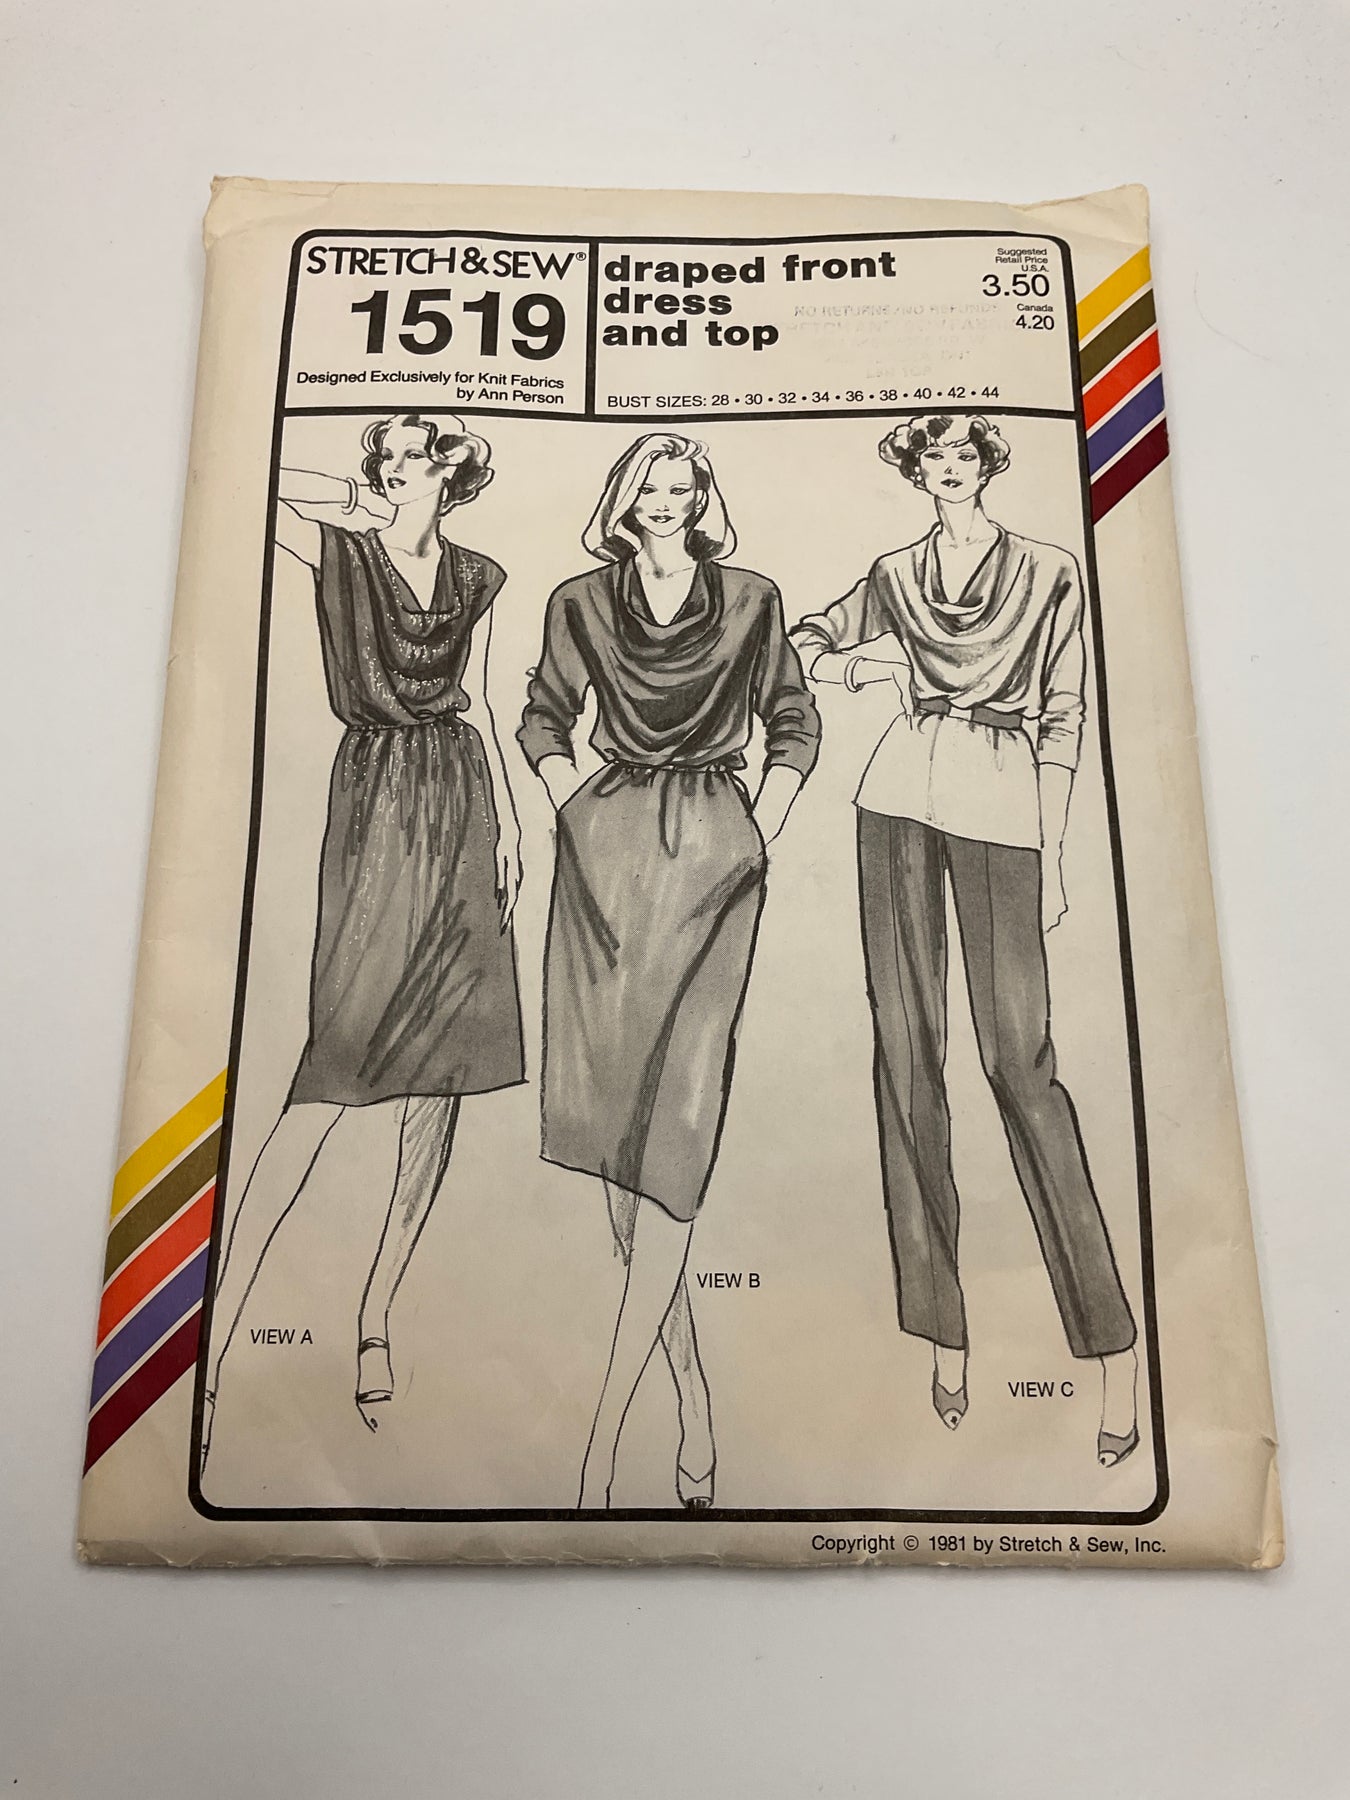 STRETCH & SEW®
1519
Designed Exclusively for Knit Fabrics
by Ann Person
draped front
dress
and top
Suggested
Retail Price
U.S.A.
3.50
Canada
4.20
NO RETURNS/NO REFUNDS
BUST SIZES: 28 • 30 • 32 • 34 • 36 • 38 • 40 • 42 • 44
VIEW A
VIEW B
VIEW C
Copyright © 1981 by Stretch & Sew, Inc.